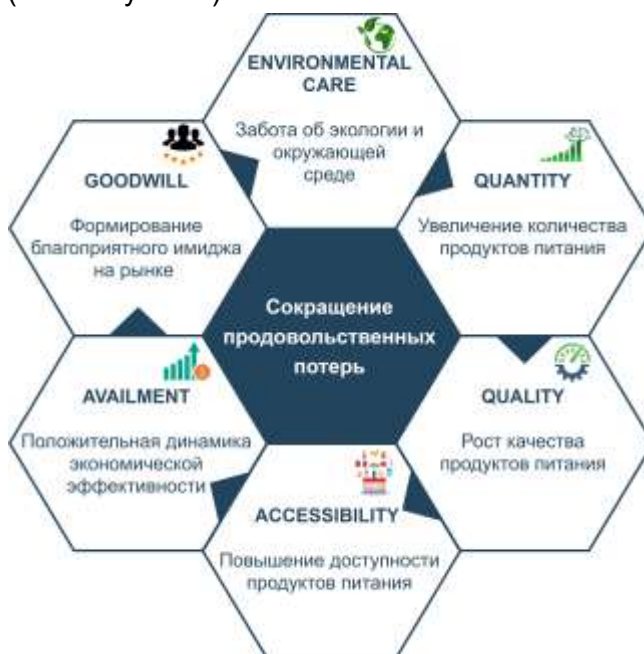 ENVIRONMENTAL
CARE
Забота об экологии и
окружающей
среде
GOODWILL
Формирование
благоприятного имиджа
на рынке
QUANTITY
Увеличение количества
продуктов питания
Сокращение
продовольственных
потерь
AVAILMENT
Положительная динамика
экономической
эффективности
QUALITY
Рост качества
продуктов питания
ACCESSIBILITY
Повышение доступности
продуктов питания